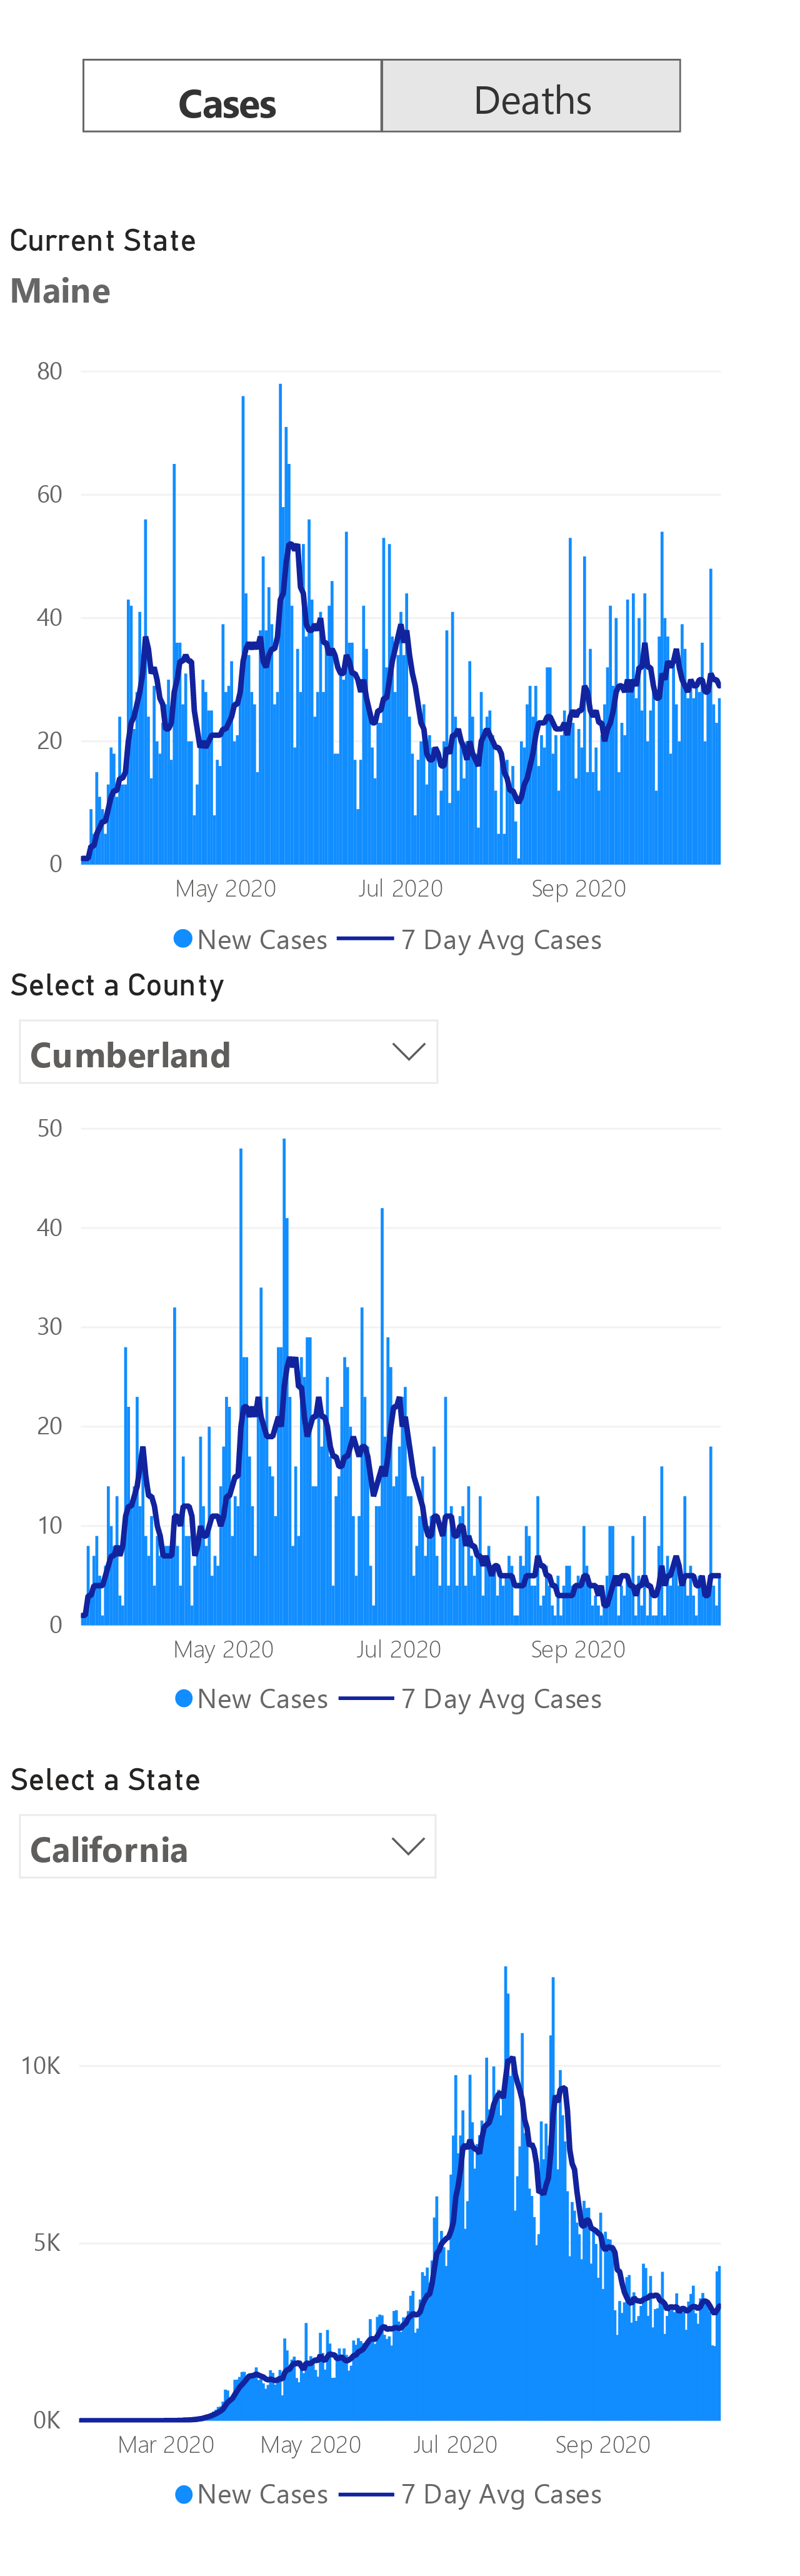 Cases Deaths
Current State
Maine
80
60
40
20
0
May 2020 Jul 2020 Sep 2020
New Cases 7 Day Avg Cases
Select a County
Cumberland
50
40
30
20
10
0
May 2020 Jul 2020 Sep 2020
New Cases 7 Day Avg Cases
Select a State
California
10K
5K
0K
Mar 2020 May 2020 Jul 2020 Sep 2020
New Cases 7 Day Avg Cases